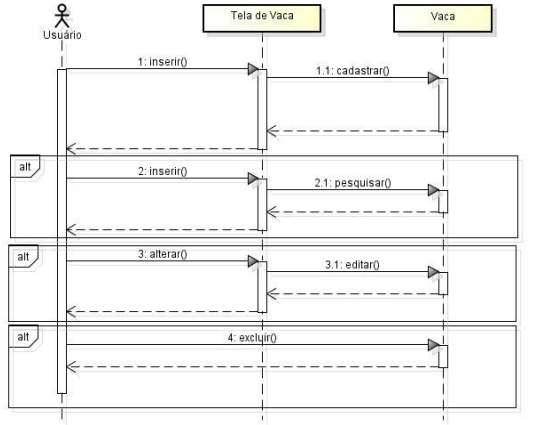 Usuário
Tela de Vaca
Vaca
1: inserir()
1.1: cadastrar()
alt
2: inserir()
2.1: pesquisar()
alt
3: alterar()
3.1: editar()
alt
4: excluir()